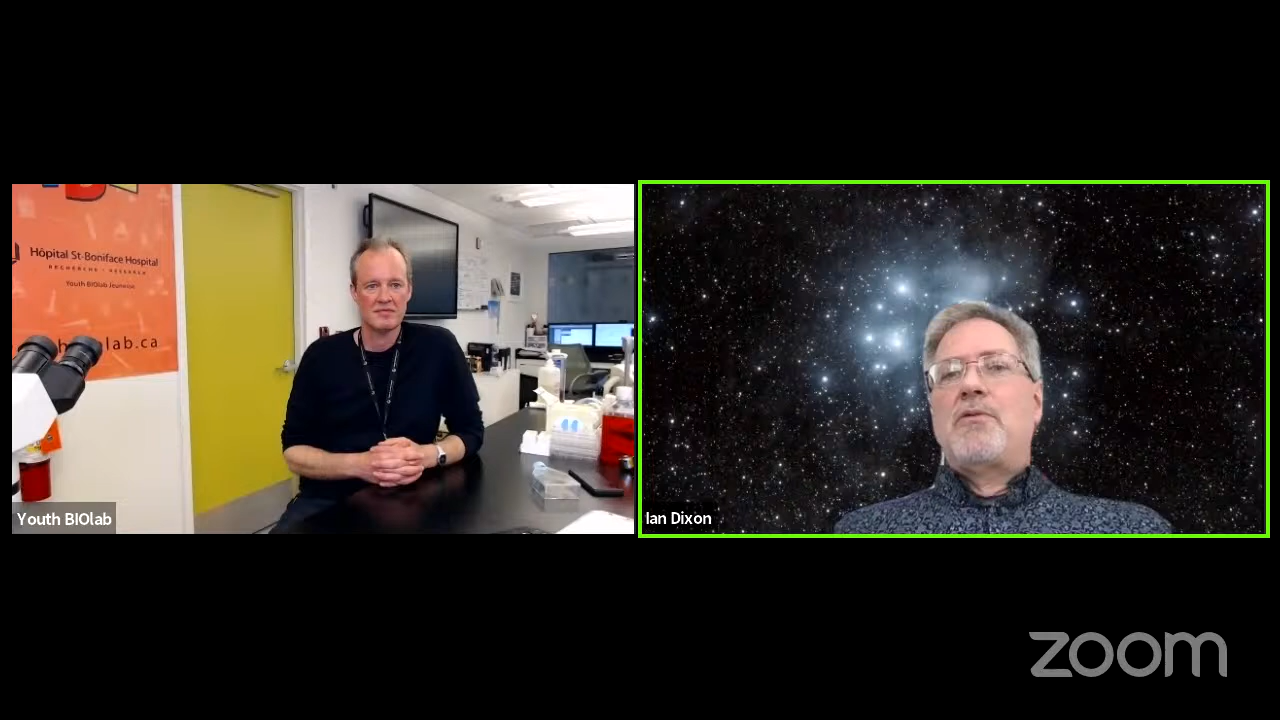 Hôpital St-Boniface Hospital
RECHERCHE • RESEARCH
Youth BIOlab Jeunesse
lab.ca
Youth BIOlab
Ian Dixon
zoom